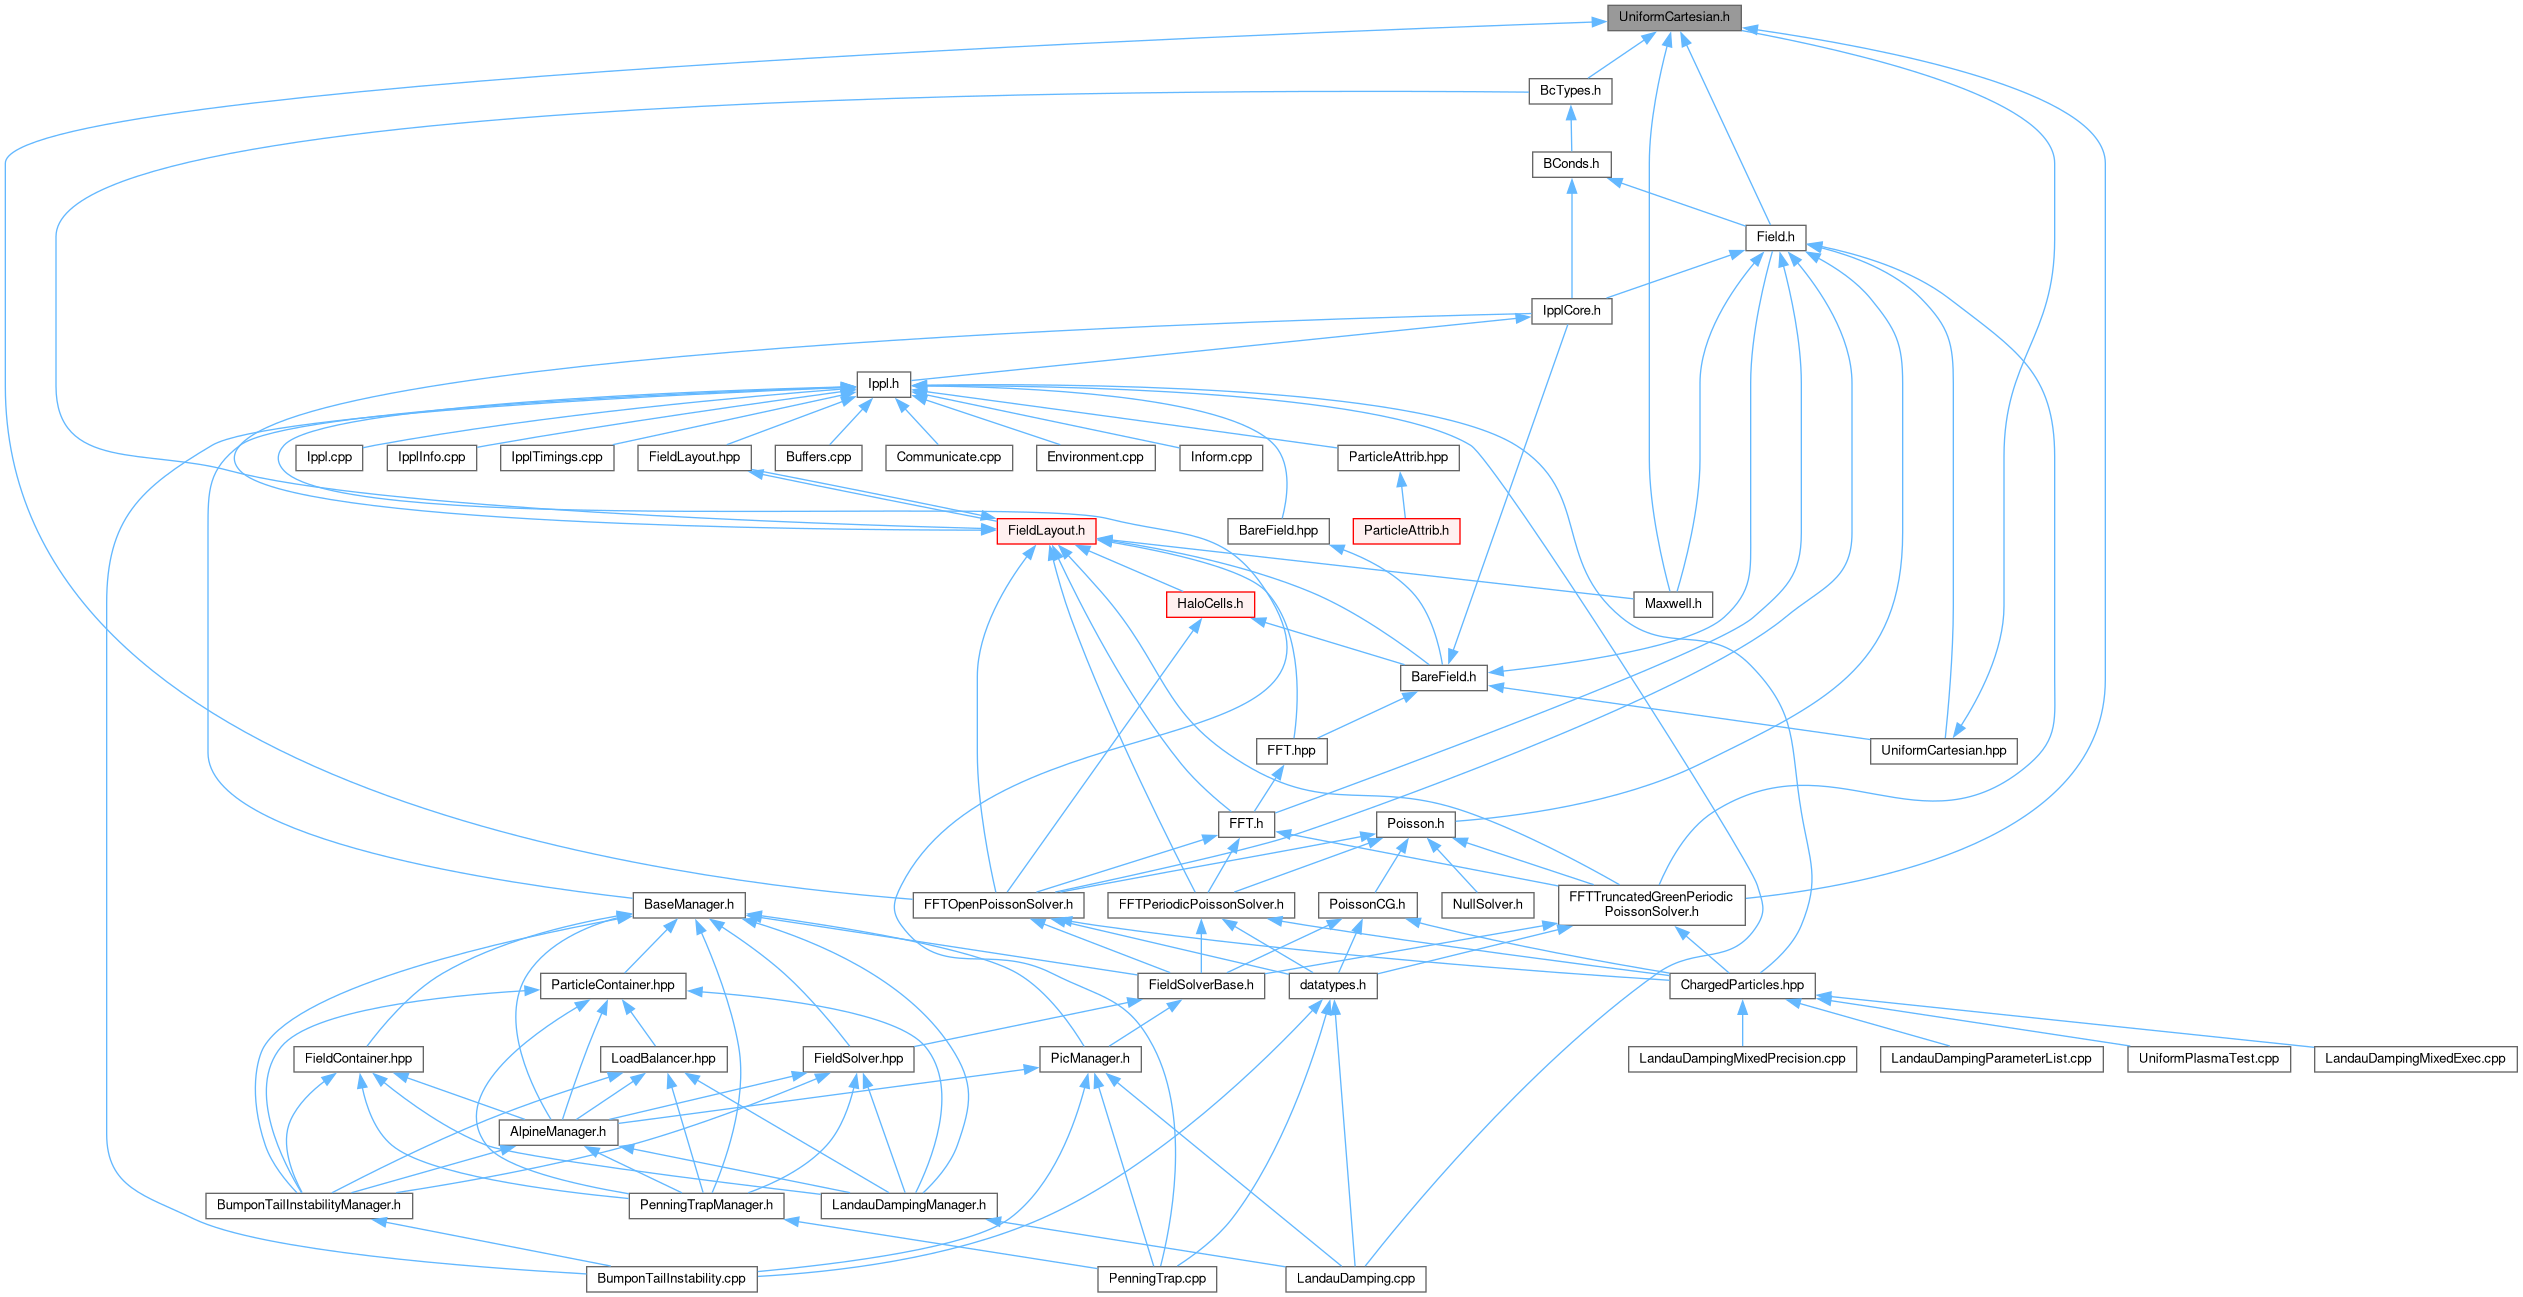 UniformCartesian.h
BcTypes.h
BConds.h
Field.h
IpplCore.h
Ippl.h
Ippl.cpp
IpplInfo.cpp
IpplTimings.cpp
FieldLayout.hpp
Buffers.cpp
Communicate.cpp
Environment.cpp
Inform.cpp
ParticleAttrib.hpp
FieldLayout.h
BareField.hpp
ParticleAttrib.h
HaloCells.h
Maxwell.h
BareField.h
FFT.hpp
UniformCartesian.hpp
FFT.h
Poisson.h
BaseManager.h
FFTOpenPoissonSolver.h
FFTPeriodicPoissonSolver.h
PoissonCG.h
NullSolver.h
FFTTruncatedGreenPeriodic
PoissonSolver.h
ParticleContainer.hpp
FieldSolverBase.h
datatypes.h
ChargedParticles.hpp
FieldContainer.hpp
LoadBalancer.hpp
FieldSolver.hpp
PicManager.h
LandauDampingMixedPrecision.cpp
LandauDampingParameterList.cpp
UniformPlasmaTest.cpp
LandauDampingMixedExec.cpp
AlpineManager.h
BumponTailInstabilityManager.h
PenningTrapManager.h
LandauDampingManager.h
BumponTailInstability.cpp
PenningTrap.cpp
LandauDamping.cpp